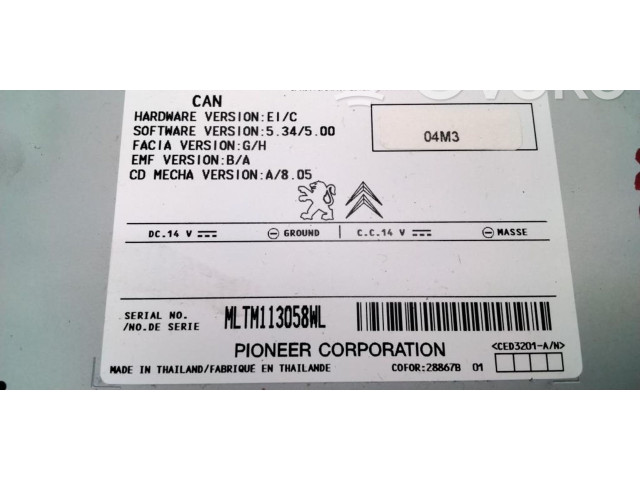 CAN
HARDWARE VERSION:EI/C
SOFTWARE VERSION:5.34/5.00
FACIA VERSION:G/H
EMF VERSION:B/A
CD MECHA VERSION:A/8.05
04M3
DC.14 V GROUND C.C.14 V MASSE
SERIAL NO.
/NO.DE SERIE
MLTM113058WL
PIONEER CORPORATION
<CED3201-A/N>
MADE IN THAILAND/FABRIQUÉ EN THAILANDE
COFOR:28867B 01